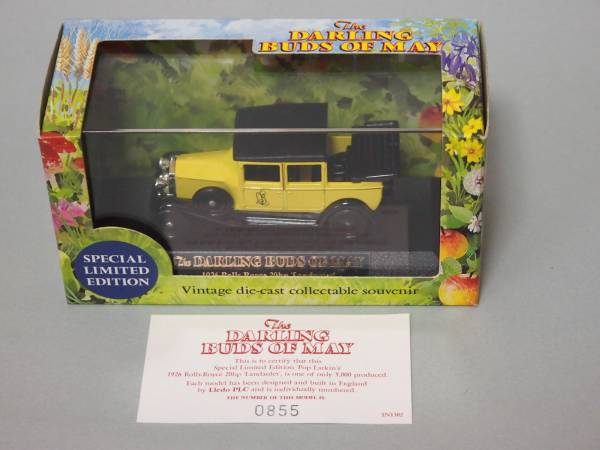 The
DARLING
BUDS OF MAY
The DARLING BUDS OF MAY
1926 Rolls-Royce 20hp 'Landaulet'
SPECIAL
LIMITED
EDITION
Vintage die-cast collectable souvenir
The
DARLING
BUDS OF MAY
This is to certify that this
Special Limited Edition 'Pop Larkin's
1926 Rolls-Royce 20hp 'Landaulet', is one of only 5,000 produced.
Each model has been designed and built in England
by Lledo PLC and is individually numbered.
THE NUMBER OF THIS MODEL IS:
0855